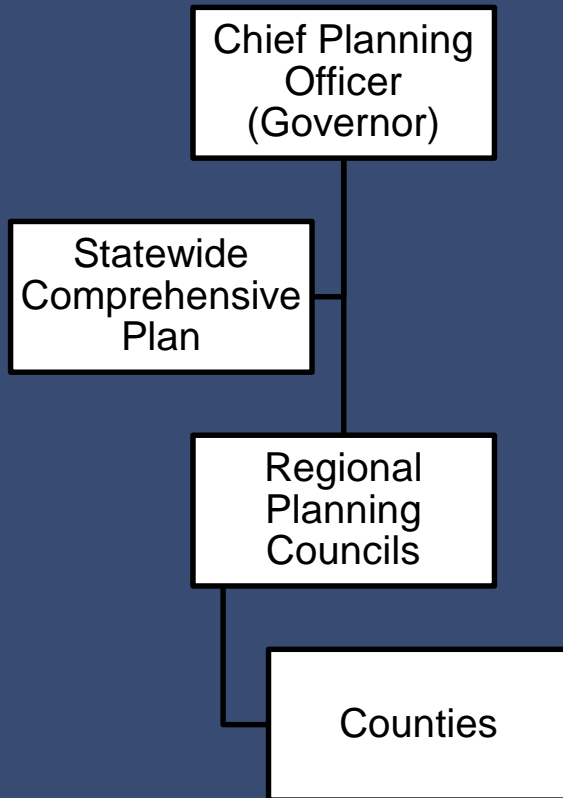 Chief Planning
Officer
(Governor)
Statewide
Comprehensive
Plan
Regional
Planning
Councils
Counties